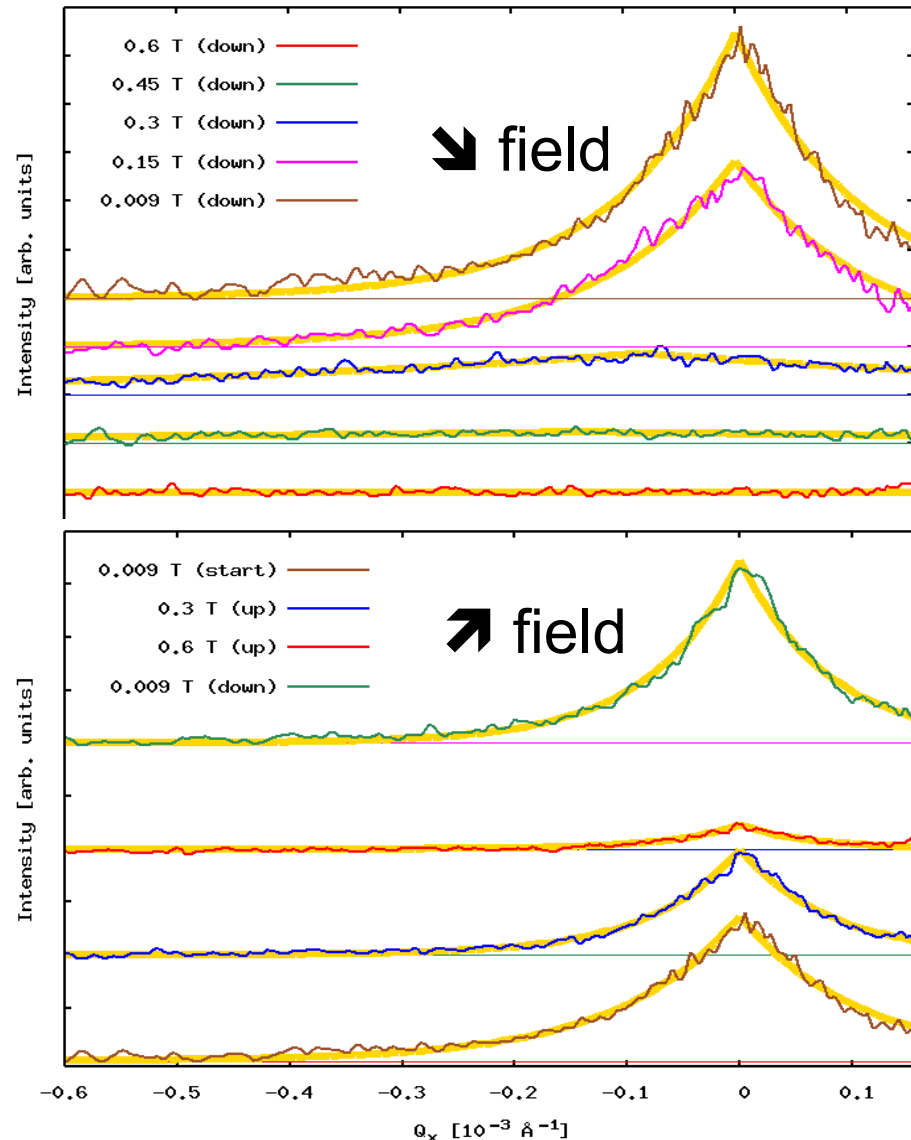 0.6 T (down)
0.45 T (down)
0.3 T (down)
0.15 T (down)
0.009 T (down)
➘ field
Intensity [arb. units]
0.009 T (start)
0.3 T (up)
0.6 T (up)
0.009 T (down)
➚ field
Intensity [arb. units]
−0.6 −0.5 −0.4 −0.3 −0.2 −0.1 0 0.1
Qx [10−3 Å−1]